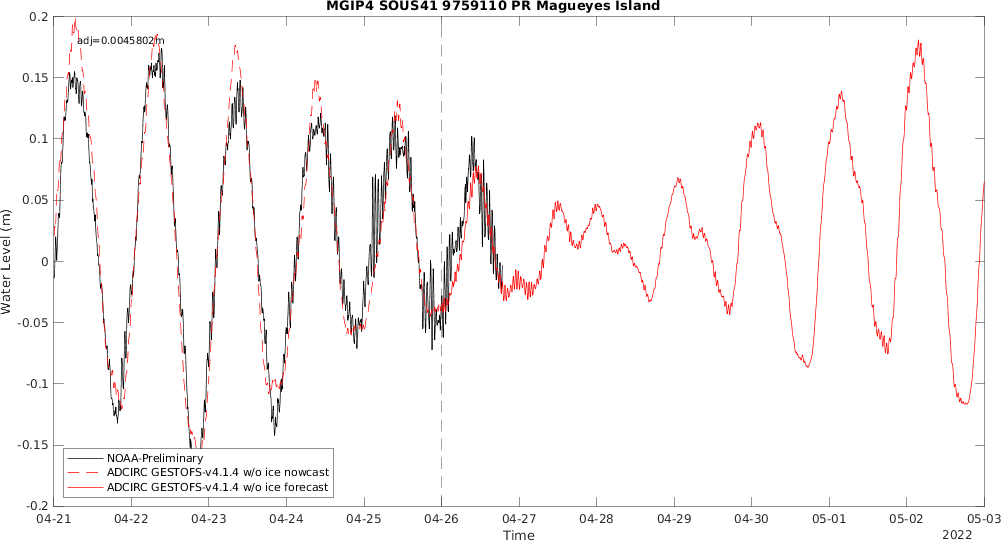 MGIP4 SOUS41 9759110 PR Magueyes Island
0.2
adj=0.0045802m
0.15
0.1
0.05
0
-0.05
-0.1
-0.15
-0.2
Water Level (m)
NOAA-Preliminary
ADCIRC GESTOFS-v4.1.4 w/o ice nowcast
ADCIRC GESTOFS-v4.1.4 w/o ice forecast
04-21 04-22 04-23 04-24 04-25 04-26 04-27 04-28 04-29 04-30 05-01 05-02 05-03
Time
2022